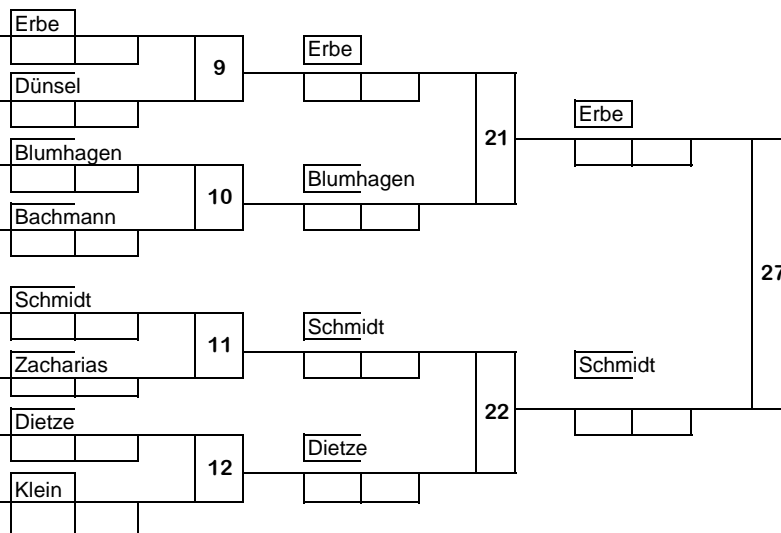 Erbe
9
Erbe
Dünsel
21
Erbe
Blumhagen
10
Blumhagen
Bachmann
27
Schmidt
11
Schmidt
Zacharias
Schmidt
22
Dietze
12
Dietze
Klein